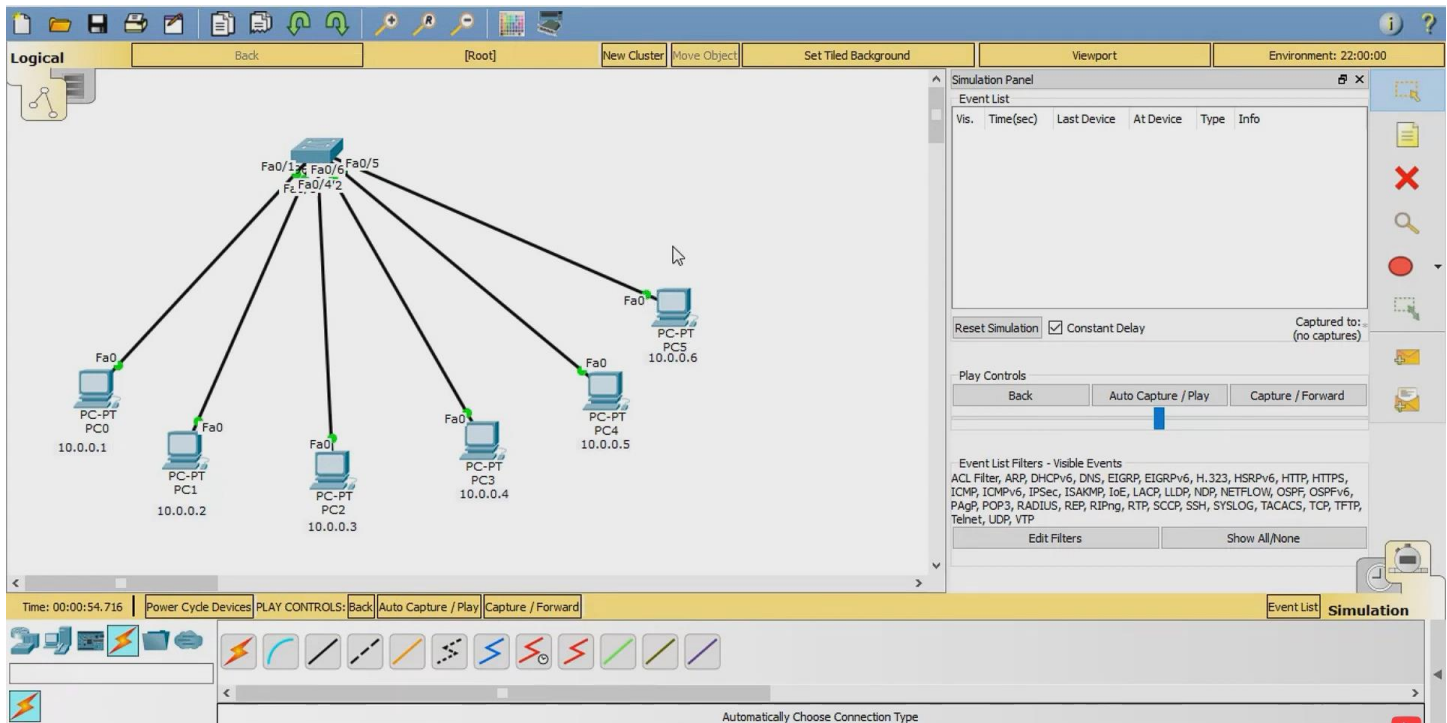 Logical
Back
[Root]
New Cluster
Move Object
Set Tiled Background
Viewport
Environment: 22:00:00
Simulation Panel
Event List
Vis. Time(sec) Last Device At Device Type Info
Fa0/1
Fa0/6
Fa0/5
Fa0/4
2
Fa0
PC-PT
PC5
10.0.0.6
Fa0
PC-PT
PC0
10.0.0.1
Fa0
PC-PT
PC1
10.0.0.2
Fa0
PC-PT
PC2
10.0.0.3
Fa0
PC-PT
PC3
10.0.0.4
Fa0
PC-PT
PC4
10.0.0.5
Reset Simulation
Constant Delay
Captured to:
(no captures)
Play Controls
Back
Auto Capture / Play
Capture / Forward
Event List Filters - Visible Events
ACL Filter, ARP, DHCPv6, DNS, EIGRP, EIGRPv6, H.323, HSRPv6, HTTP, HTTPS,
ICMP, ICMPv6, IPSec, ISAKMP, IoE, LACP, LLDP, NDP, NETFLOW, OSPF, OSPFv6,
PAgP, POP3, RADIUS, REP, RIPng, RTP, SCCP, SSH, SYSLOG, TACACS, TCP, TFTP,
Telnet, UDP, VTP
Edit Filters
Show All/None
Time: 00:00:54.716
Power Cycle Devices
PLAY CONTROLS:
Back
Auto Capture / Play
Capture / Forward
Event List
Simulation
Automatically Choose Connection Type